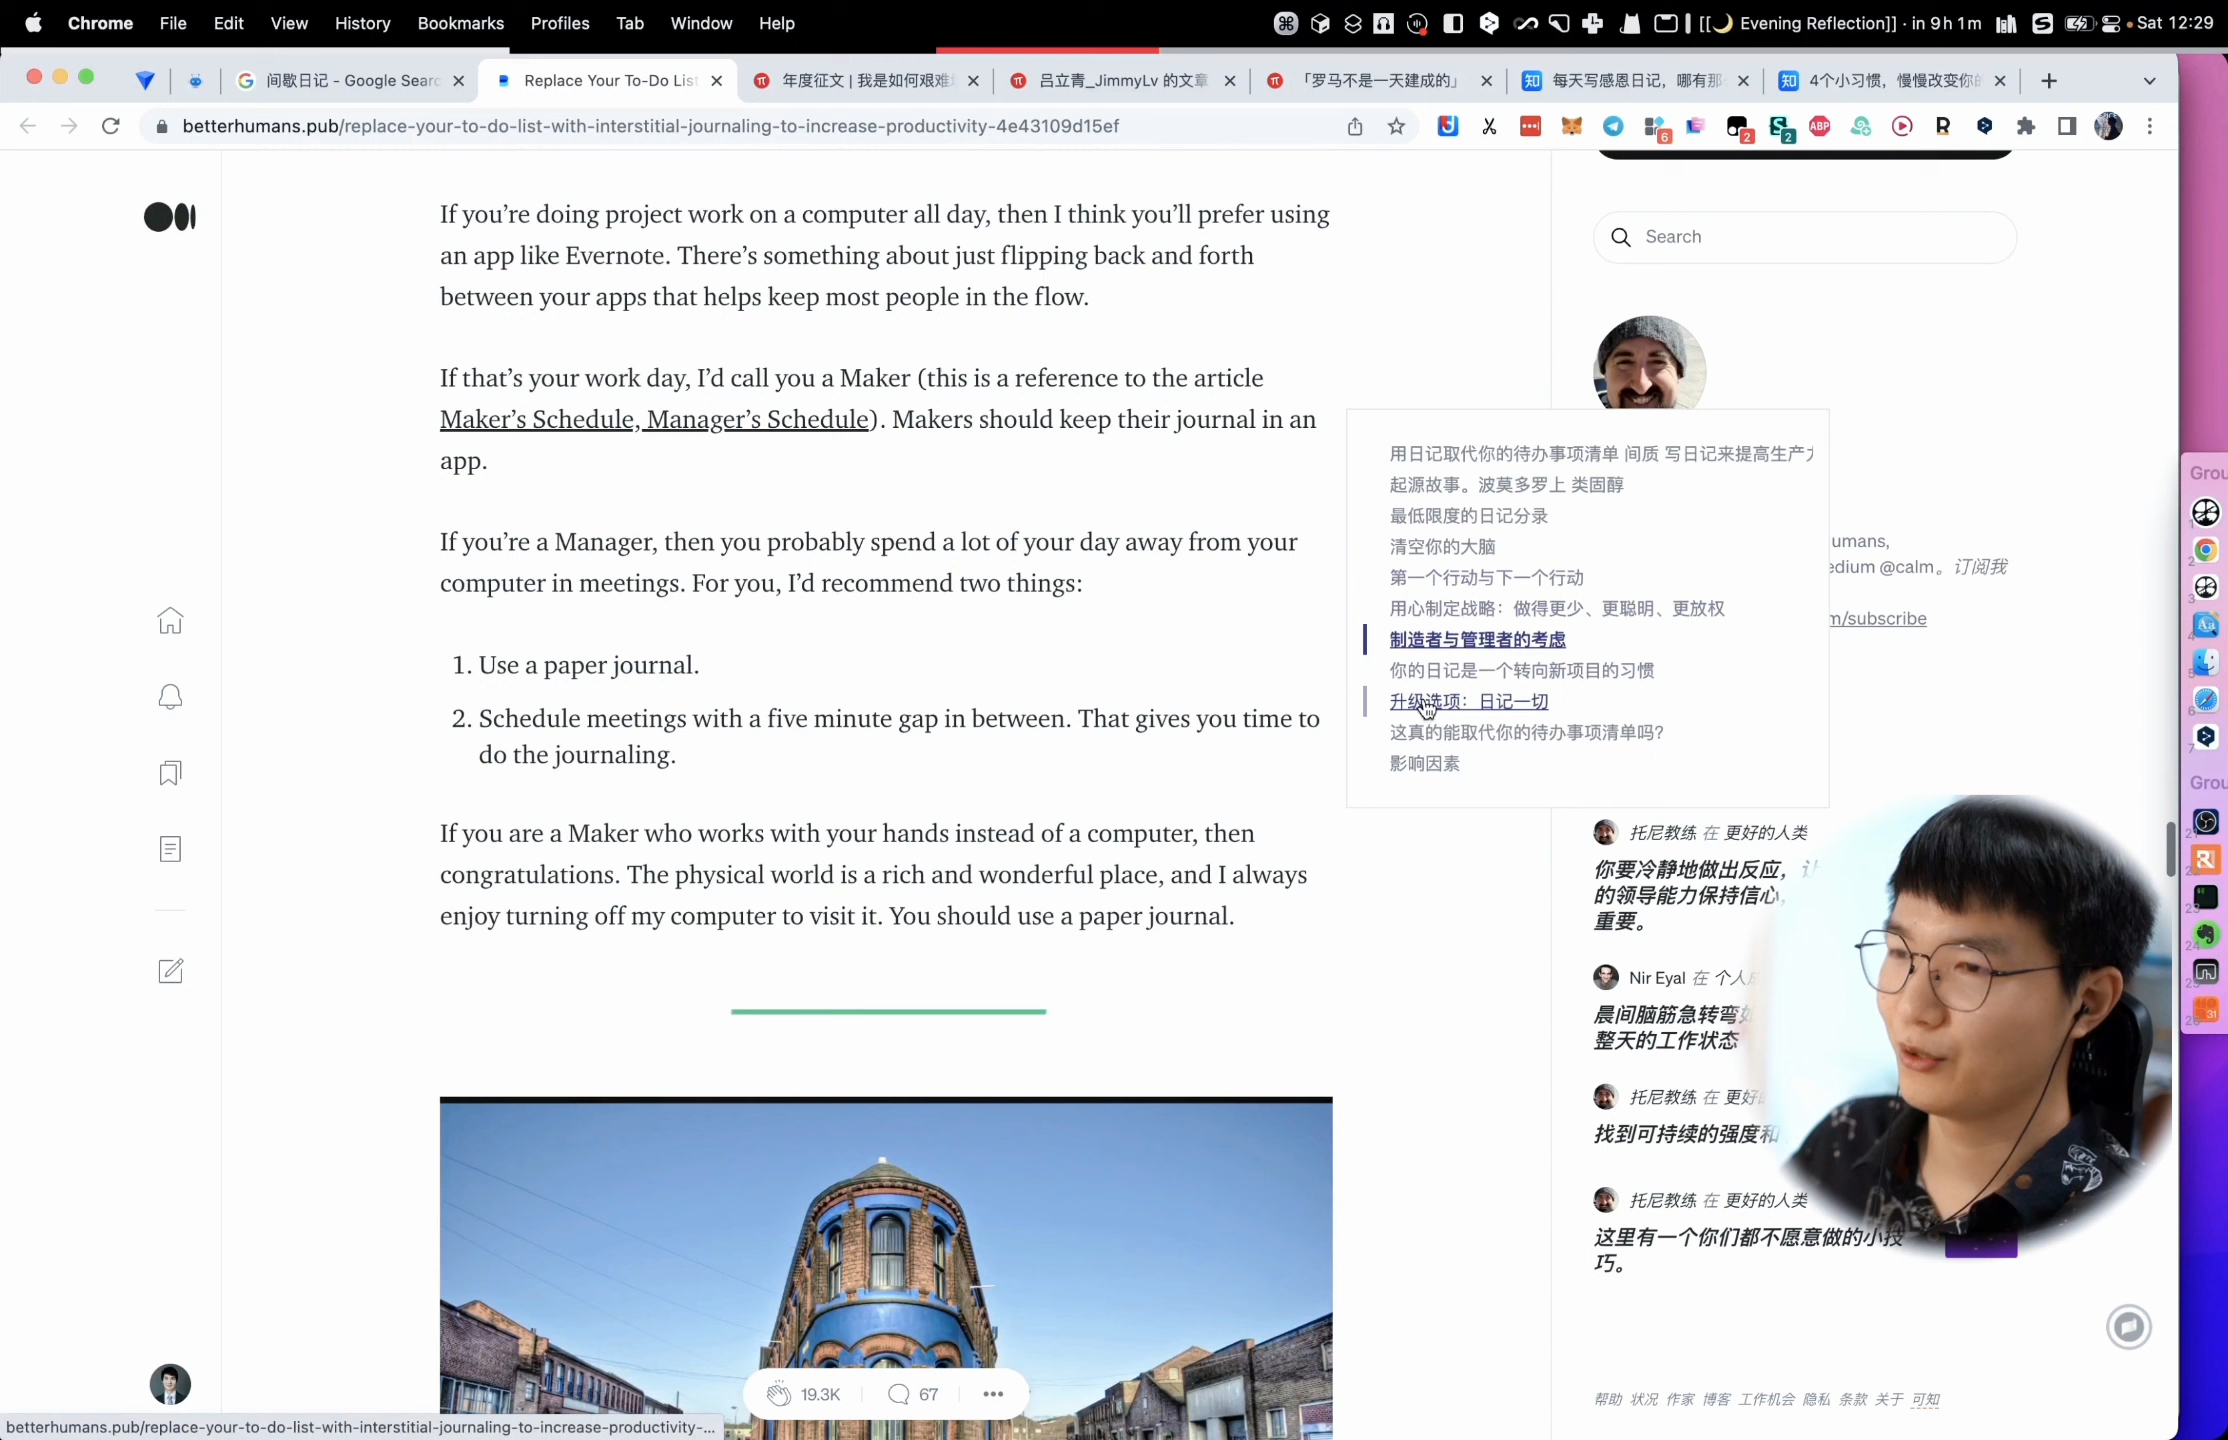 Chrome File Edit View History Bookmarks Profiles Tab Window Help
[[🌙 Evening Reflection]] · in 9h 1m
Sat 12:29
间歇日记 - Google Searc
Replace Your To-Do List
年度征文 | 我是如何艰难
吕立青_JimmyLv 的文章
「罗马不是一天建成的」
每天写感恩日记，哪有那
4个小习惯，慢慢改变你
betterhumans.pub/replace-your-to-do-list-with-interstitial-journaling-to-increase-productivity-4e43109d15ef
6
2
2
ABP
If you’re doing project work on a computer all day, then I think you’ll prefer using
an app like Evernote. There’s something about just flipping back and forth
between your apps that helps keep most people in the flow.
If that’s your work day, I’d call you a Maker (this is a reference to the article
Maker’s Schedule, Manager’s Schedule). Makers should keep their journal in an
app.
If you’re a Manager, then you probably spend a lot of your day away from your
computer in meetings. For you, I’d recommend two things:
1. Use a paper journal.
2. Schedule meetings with a five minute gap in between. That gives you time to
do the journaling.
If you are a Maker who works with your hands instead of a computer, then
congratulations. The physical world is a rich and wonderful place, and I always
enjoy turning off my computer to visit it. You should use a paper journal.
19.3K
67
betterhumans.pub/replace-your-to-do-list-with-interstitial-journaling-to-increase-productivity-...
Search
用日记取代你的待办事项清单 间质 写日记来提高生产
起源故事。波莫多罗上 类固醇
最低限度的日记分录
清空你的大脑
第一个行动与下一个行动
用心制定战略：做得更少、更聪明、更放权
制造者与管理者的考虑
你的日记是一个转向新项目的习惯
升级选项：日记一切
这真的能取代你的待办事项清单吗？
影响因素
umans,
edium @calm。订阅我
m/subscribe
托尼教练 在 更好的人类
你要冷静地做出反应，
的领导能力保持信心，
重要。
Nir Eyal 在 个人
晨间脑筋急转弯
整天的工作状态
托尼教练 在 更好
找到可持续的强度和
托尼教练 在 更好的人类
这里有一个你们都不愿意做的小技
巧。
帮助 状况 作家 博客 工作机会 隐私 条款 关于 可知
Grou
Grou